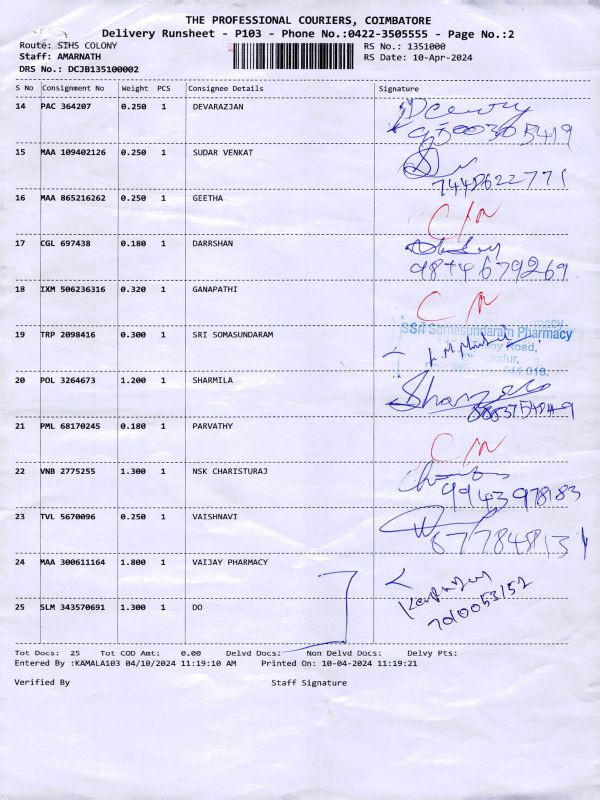 THE PROFESSIONAL COURIERS, COIMBATORE
Delivery Runsheet - P103 - Phone No.:0422-3505555 - Page No.:2
Route: SIHS COLONY RS No.: 1351000
Staff: AMARNATH RS Date: 10-Apr-2024
DRS No.: DCJB135100002
S No Consignment No Weight PCS Consignee Details Signature
14 PAC 364207 0.250 1 DEVARAZJAN
15 MAA 109402126 0.250 1 SUDAR VENKAT
7448622771
16 MAA 865216262 0.250 1 GEETHA C/N
17 CGL 697438 0.180 1 DARRSHAN
9844679269
18 IXM 506236316 0.320 1 GANAPATHI C/N
19 TRP 2098416 0.300 1 SRI SOMASUNDARAM
Somasundaram Pharmacy
Road,
20 POL 3264673 1.200 1 SHARMILA
21 PML 68170245 0.180 1 PARVATHY C/N
22 VNB 2775255 1.300 1 NSK CHARISTURAJ
9943978183
23 TVL 5670096 0.250 1 VAISHNAVI
24 MAA 300611164 1.800 1 VAIJAY PHARMACY
25 SLM 343570691 1.300 1 DO
Tot Docs: 25 Tot COD Amt: 0.00 Delvd Docs: Non Delvd Docs: Delvy Pts:
Entered By :KAMALA103 04/10/2024 11:19:10 AM Printed On: 10-04-2024 11:19:21
Verified By Staff Signature